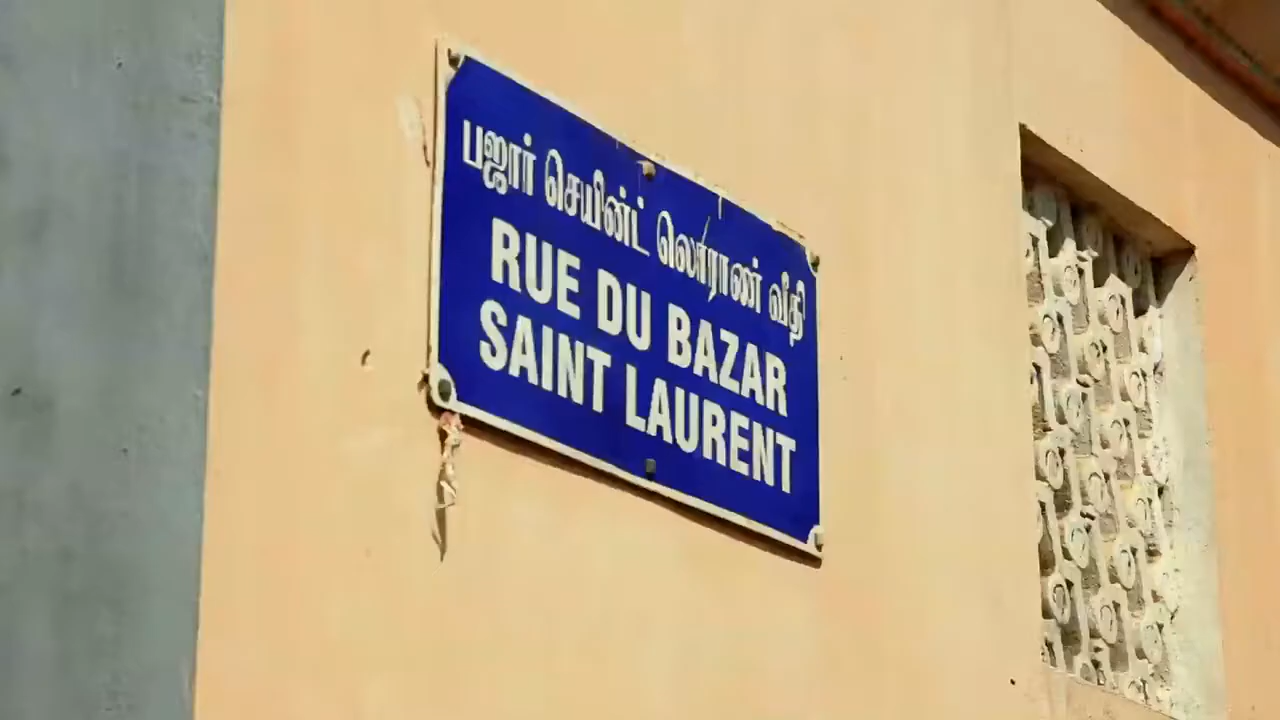 பஜார் செயிண்ட் லொராண் வீதி
RUE DU BAZAR
SAINT LAURENT